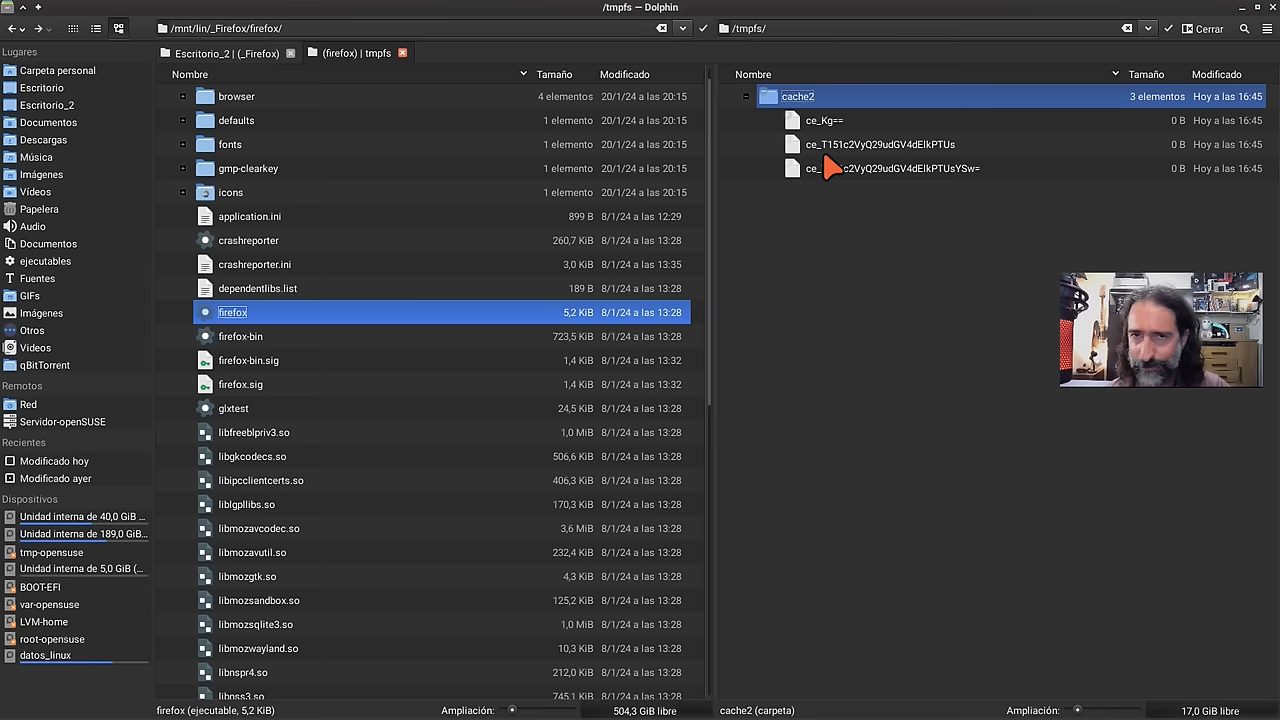 /tmpfs — Dolphin
/mnt/lin/_Firefox/firefox/
/tmpfs/
Cerrar
Escritorio_2 | (_Firefox)
(firefox) | tmpfs
Lugares
Carpeta personal
Escritorio
Escritorio_2
Documentos
Descargas
Música
Imágenes
Vídeos
Papelera
Audio
Documentos
ejecutables
Fuentes
GIFs
Imágenes
Otros
Videos
qBitTorrent
Remotos
Red
Servidor-openSUSE
Recientes
Modificado hoy
Modificado ayer
Dispositivos
Unidad interna de 40,0 GiB ...
Unidad interna de 189,0 GiB...
tmp-opensuse
Unidad interna de 5,0 GiB (...
BOOT-EFI
var-opensuse
LVM-home
root-opensuse
datos_linux
Nombre Tamaño Modificado
browser 4 elementos 20/1/24 a las 20:15
defaults 1 elemento 20/1/24 a las 20:15
fonts 1 elemento 20/1/24 a las 20:15
gmp-clearkey 1 elemento 20/1/24 a las 20:15
icons 1 elemento 20/1/24 a las 20:15
application.ini 899 B 8/1/24 a las 12:29
crashreporter 260,7 KiB 8/1/24 a las 13:28
crashreporter.ini 3,0 KiB 8/1/24 a las 13:35
dependentlibs.list 189 B 8/1/24 a las 13:28
firefox 5,2 KiB 8/1/24 a las 13:28
firefox-bin 723,5 KiB 8/1/24 a las 13:28
firefox-bin.sig 1,4 KiB 8/1/24 a las 13:32
firefox.sig 1,4 KiB 8/1/24 a las 13:32
glxtest 24,5 KiB 8/1/24 a las 13:28
libfreeblpriv3.so 1,0 MiB 8/1/24 a las 13:28
libgkcodecs.so 506,6 KiB 8/1/24 a las 13:28
libipcclientcerts.so 406,3 KiB 8/1/24 a las 13:28
liblgpllibs.so 170,3 KiB 8/1/24 a las 13:28
libmozavcodec.so 3,6 MiB 8/1/24 a las 13:28
libmozavutil.so 232,4 KiB 8/1/24 a las 13:28
libmozgtk.so 4,3 KiB 8/1/24 a las 13:28
libmozsandbox.so 125,2 KiB 8/1/24 a las 13:28
libmozsqlite3.so 1,0 MiB 8/1/24 a las 13:28
libmozwayland.so 10,3 KiB 8/1/24 a las 13:28
libnspr4.so 212,0 KiB 8/1/24 a las 13:28
libnss3.so 745,1 KiB 8/1/24 a las 13:28
firefox (ejecutable, 5,2 KiB) Ampliación: 504,3 GiB libre
Nombre Tamaño Modificado
cache2 3 elementos Hoy a las 16:45
ce_Kg== 0 B Hoy a las 16:45
ce_T151c2VyQ29udGV4dElkPTUs 0 B Hoy a las 16:45
0 B Hoy a las 16:45
cache2 (carpeta) Ampliación: 17,0 GiB libre